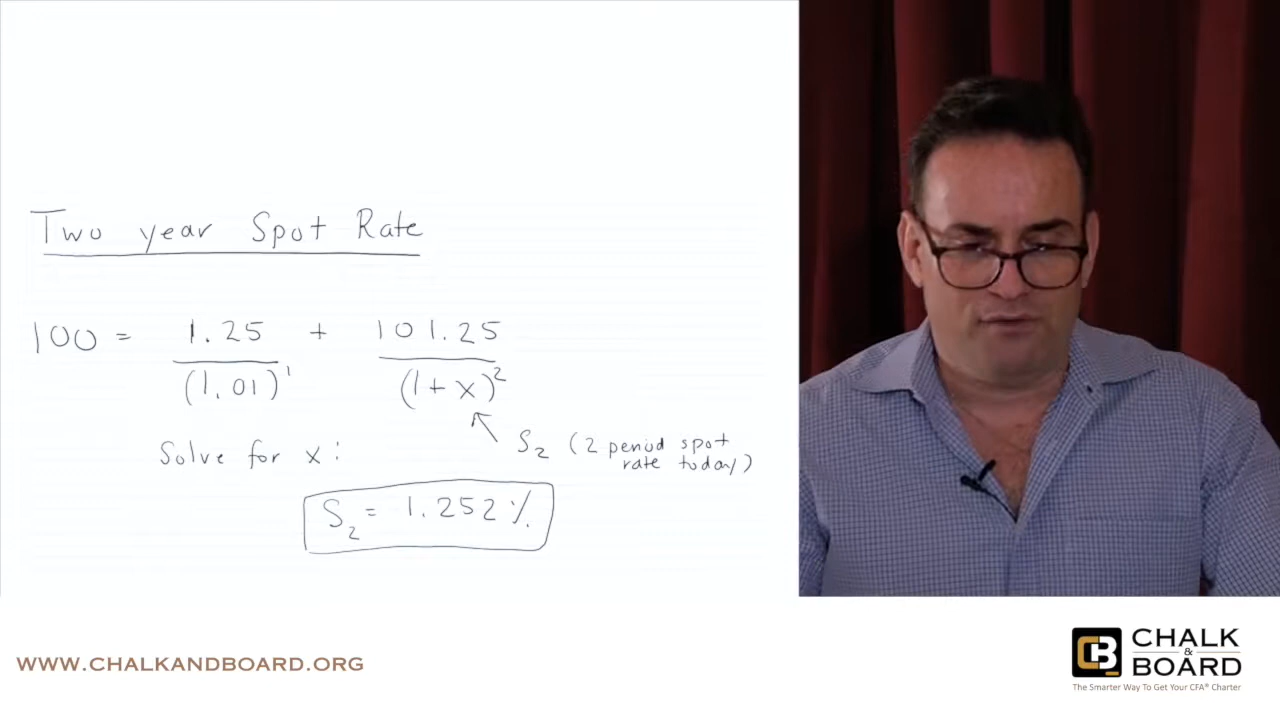 Two year Spot Rate
100 = 1.25 + 101.25
(1.01)¹ (1 + x)²
Solve for x :
S₂ ( 2 period spot
rate today )
S₂ = 1.252 %
WWW.CHALKANDBOARD.ORG
CB
CHALK
&
BOARD
The Smarter Way To Get Your CFA® Charter